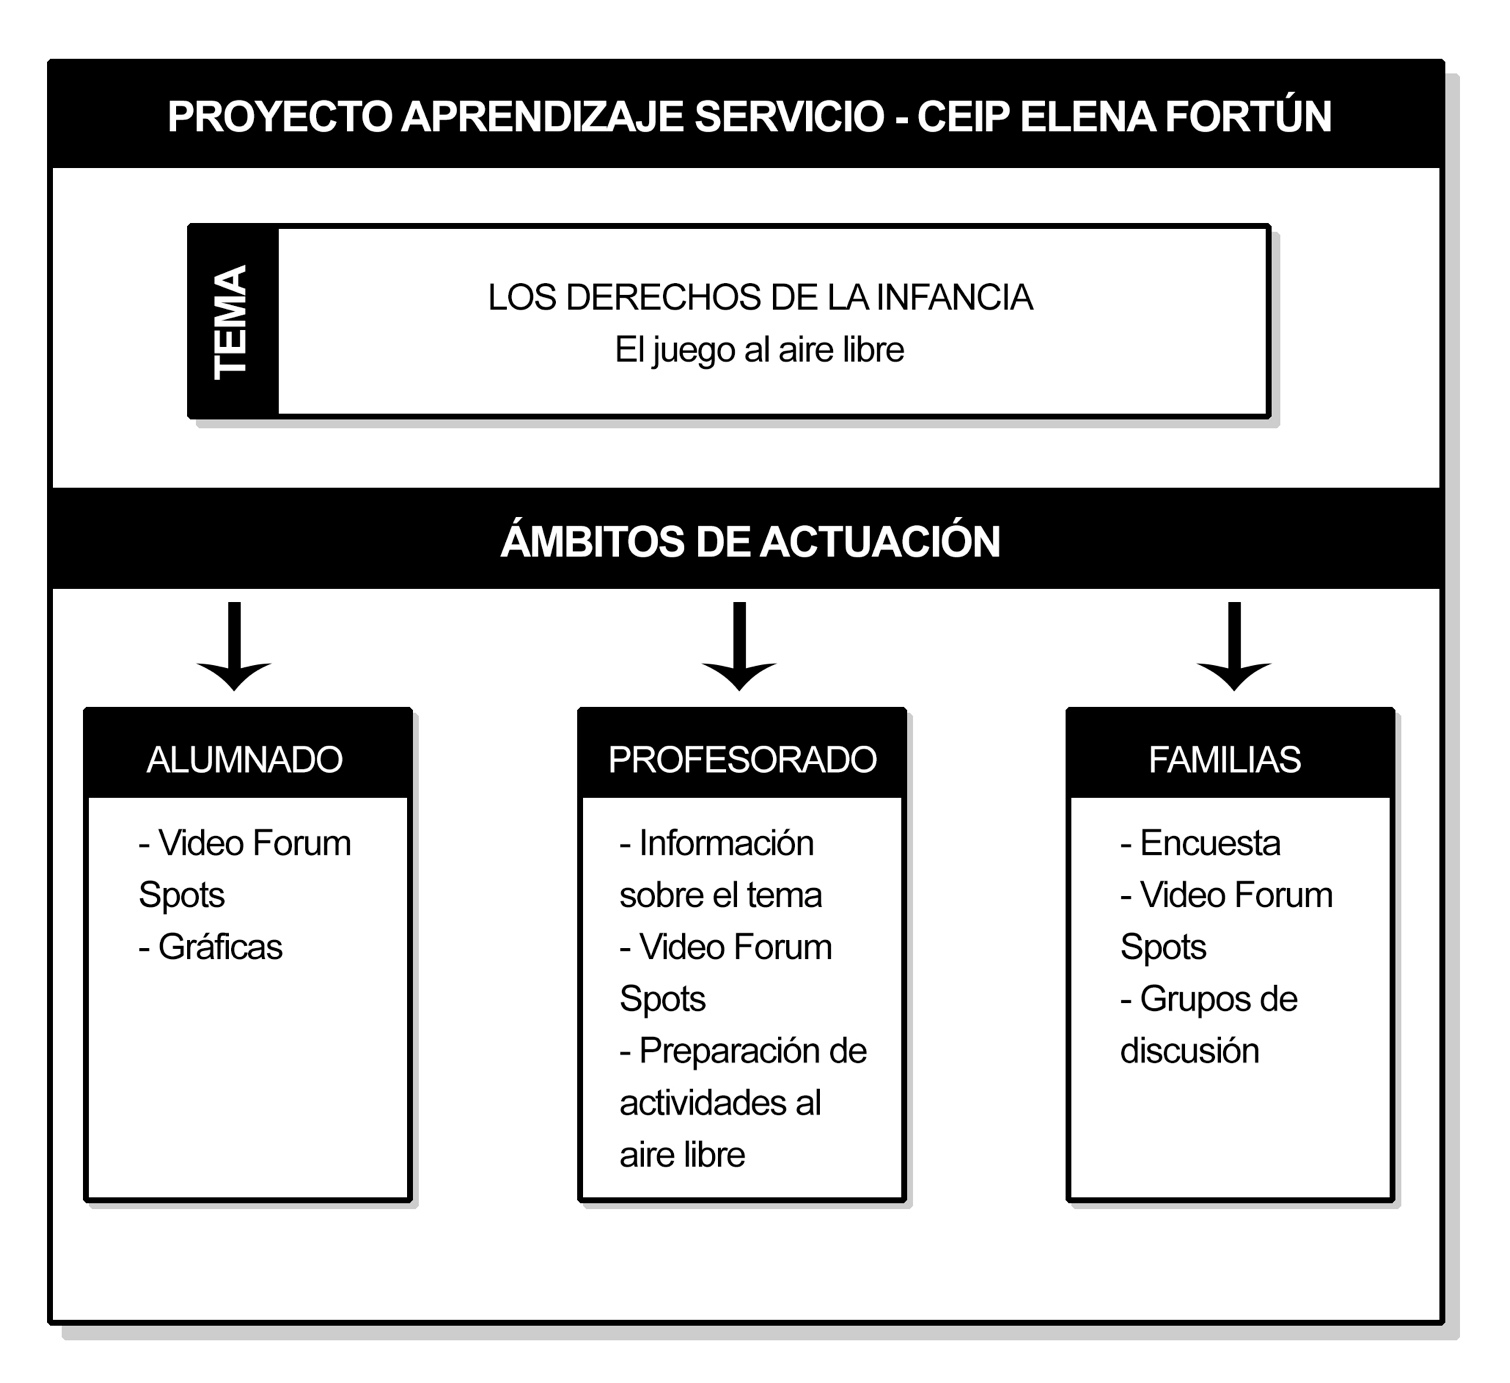 PROYECTO APRENDIZAJE SERVICIO - CEIP ELENA FORTÚN
TEMA
LOS DERECHOS DE LA INFANCIA
El juego al aire libre
ÁMBITOS DE ACTUACIÓN
ALUMNADO
- Video Forum
Spots
- Gráficas
PROFESORADO
- Información
sobre el tema
- Video Forum
Spots
- Preparación de
actividades al
aire libre
FAMILIAS
- Encuesta
- Video Forum
Spots
- Grupos de
discusión